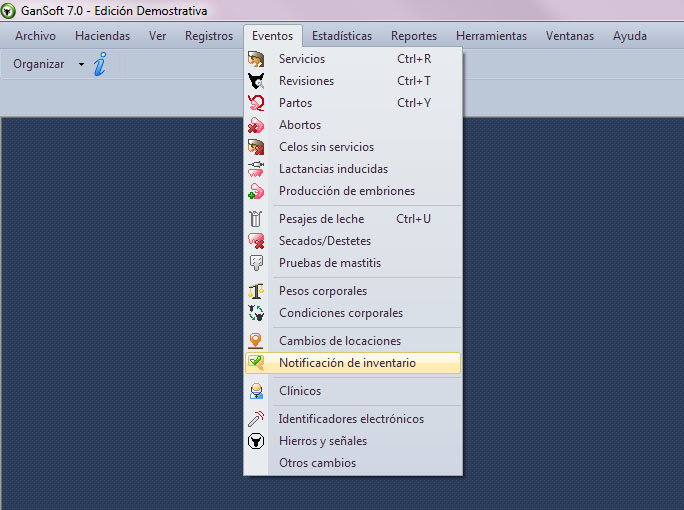 GanSoft 7.0 - Edición Demostrativa
Archivo Haciendas Ver Registros Eventos Estadísticas Reportes Herramientas Ventanas Ayuda
Organizar
Servicios Ctrl+R
Revisiones Ctrl+T
Partos Ctrl+Y
Abortos
Celos sin servicios
Lactancias inducidas
Producción de embriones
Pesajes de leche Ctrl+U
Secados/Destetes
Pruebas de mastitis
Pesos corporales
Condiciones corporales
Cambios de locaciones
Notificación de inventario
Clínicos
Identificadores electrónicos
Hierros y señales
Otros cambios